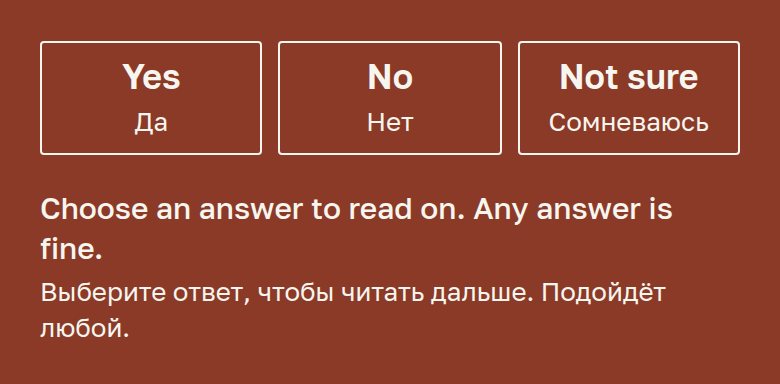 Yes
Да
No
Нет
Not sure
Сомневаюсь
Choose an answer to read on. Any answer is
fine.
Выберите ответ, чтобы читать дальше. Подойдёт
любой.